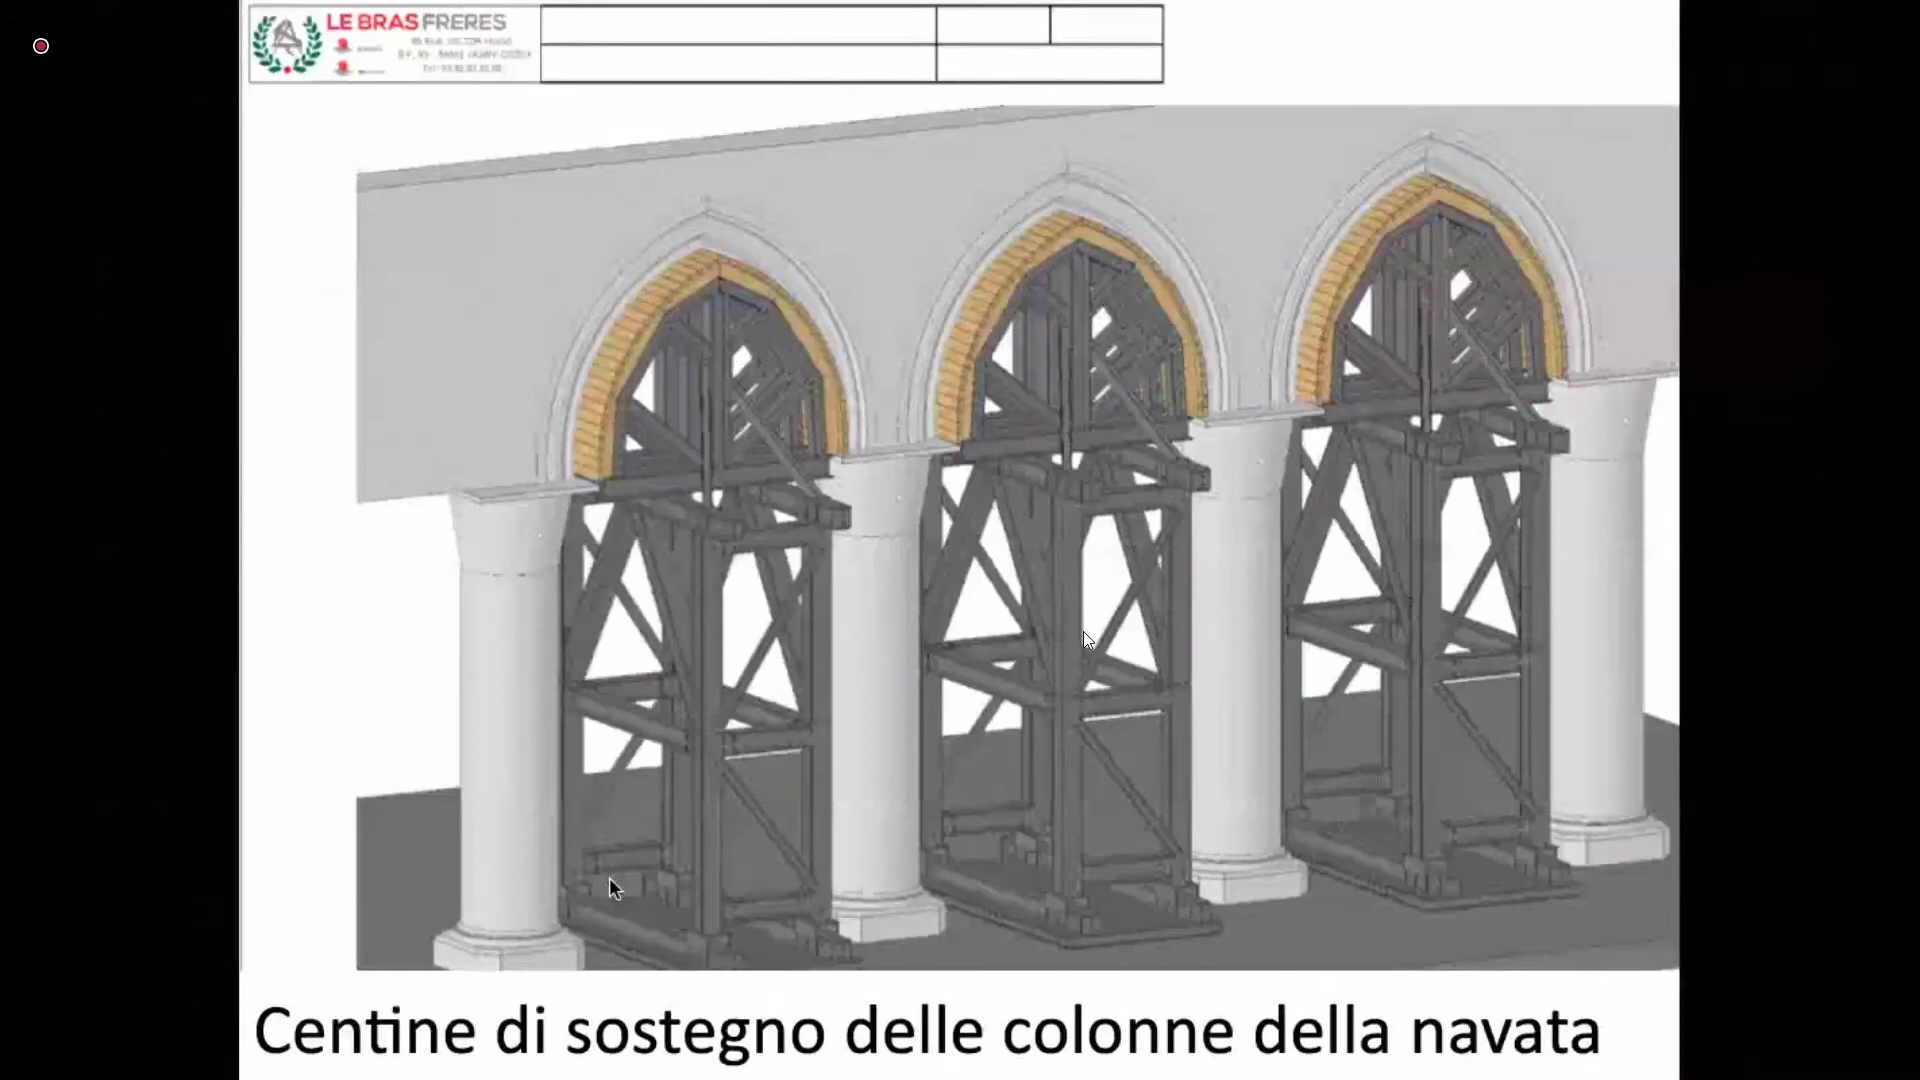 LE BRAS FRERES
Centine di sostegno delle colonne della navata